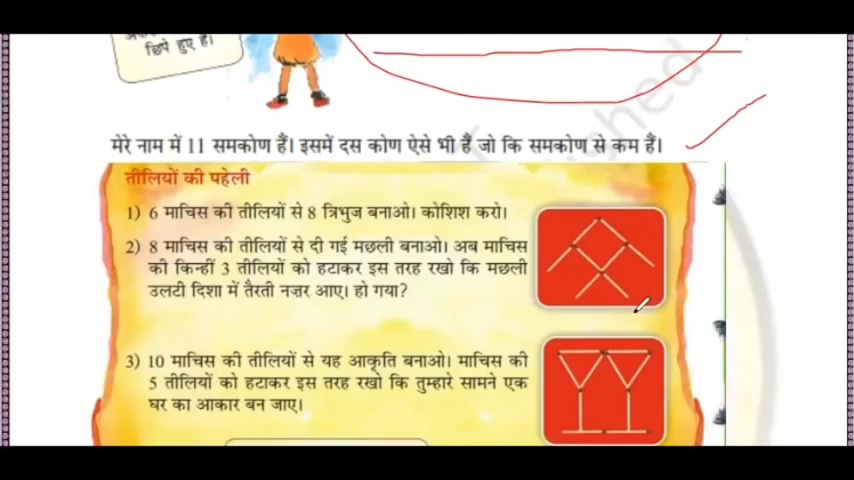 छिपे हुए हैं।
मेरे नाम में 11 समकोण हैं। इसमें दस कोण ऐसे भी हैं जो कि समकोण से कम हैं।
तीलियों की पहेली
1) 6 माचिस की तीलियों से 8 त्रिभुज बनाओ। कोशिश करो।
2) 8 माचिस की तीलियों से दी गई मछली बनाओ। अब माचिस
की किन्हीं 3 तीलियों को हटाकर इस तरह रखो कि मछली
उलटी दिशा में तैरती नज़र आए। हो गया?
3) 10 माचिस की तीलियों से यह आकृति बनाओ। माचिस की
5 तीलियों को हटाकर इस तरह रखो कि तुम्हारे सामने एक
घर का आकार बन जाए।